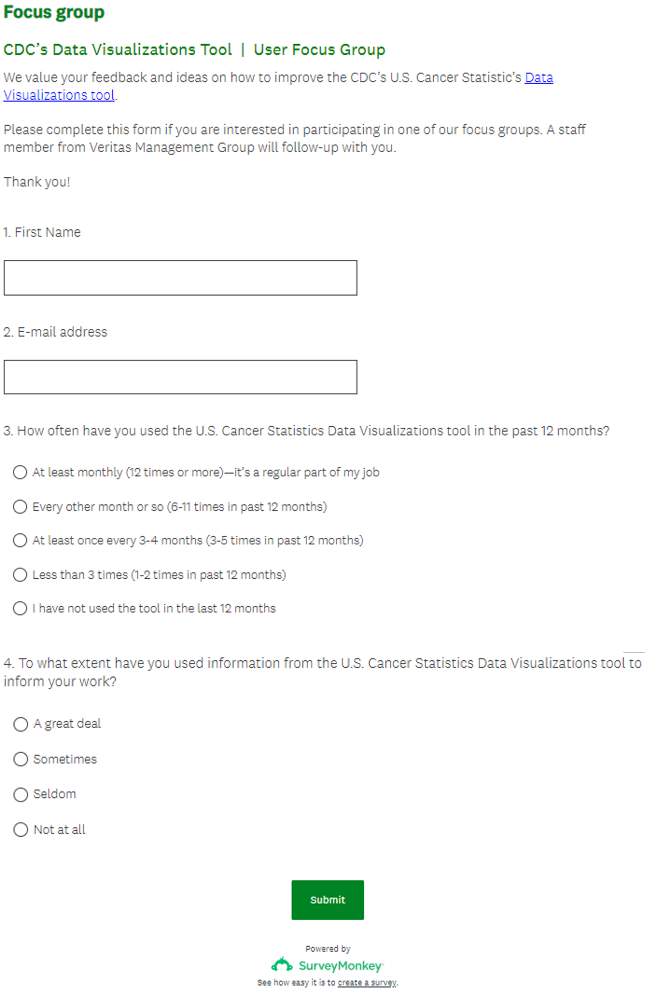 Focus group
CDC’s Data Visualizations Tool | User Focus Group
We value your feedback and ideas on how to improve the CDC’s U.S. Cancer Statistic’s Data
Visualizations tool.
Please complete this form if you are interested in participating in one of our focus groups. A staff
member from Veritas Management Group will follow-up with you.
Thank you!
1. First Name
2. E-mail address
3. How often have you used the U.S. Cancer Statistics Data Visualizations tool in the past 12 months?
At least monthly (12 times or more)—it’s a regular part of my job
Every other month or so (6-11 times in past 12 months)
At least once every 3-4 months (3-5 times in past 12 months)
Less than 3 times (1-2 times in past 12 months)
I have not used the tool in the last 12 months
4. To what extent have you used information from the U.S. Cancer Statistics Data Visualizations tool to
inform your work?
A great deal
Sometimes
Seldom
Not at all
Submit
Powered by
SurveyMonkey
See how easy it is to create a survey.